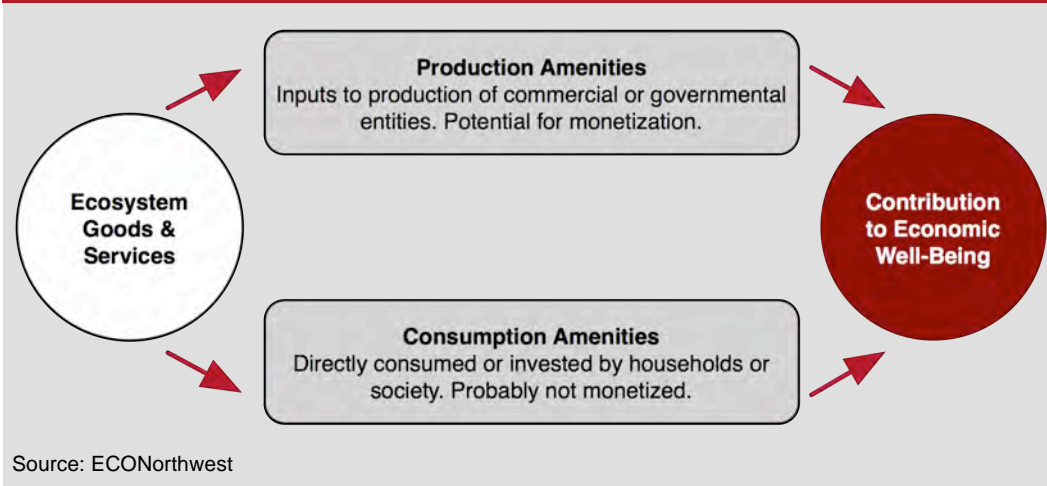 Production Amenities
Inputs to production of commercial or governmental
entities. Potential for monetization.
Ecosystem
Goods &
Services
Contribution
to Economic
Well-Being
Consumption Amenities
Directly consumed or invested by households or
society. Probably not monetized.
Source: ECONorthwest